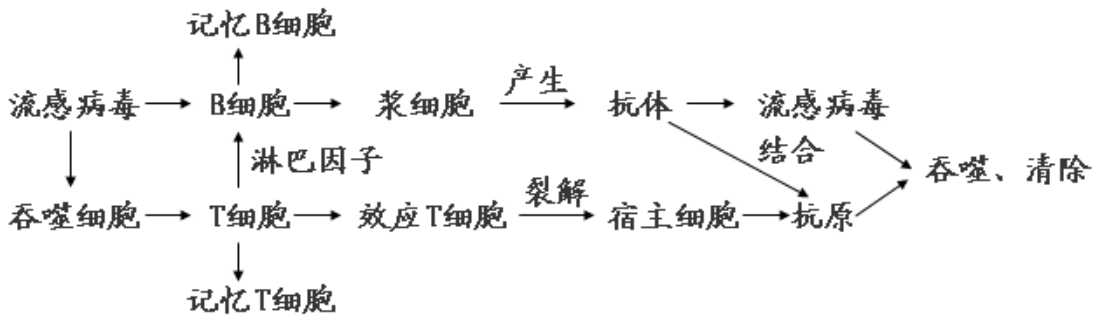 记忆B细胞
流感病毒 B细胞 浆细胞 产生 抗体 流感病毒
淋巴因子 结合 吞噬、清除
吞噬细胞 T细胞 效应T细胞 裂解 宿主细胞 抗原
记忆T细胞